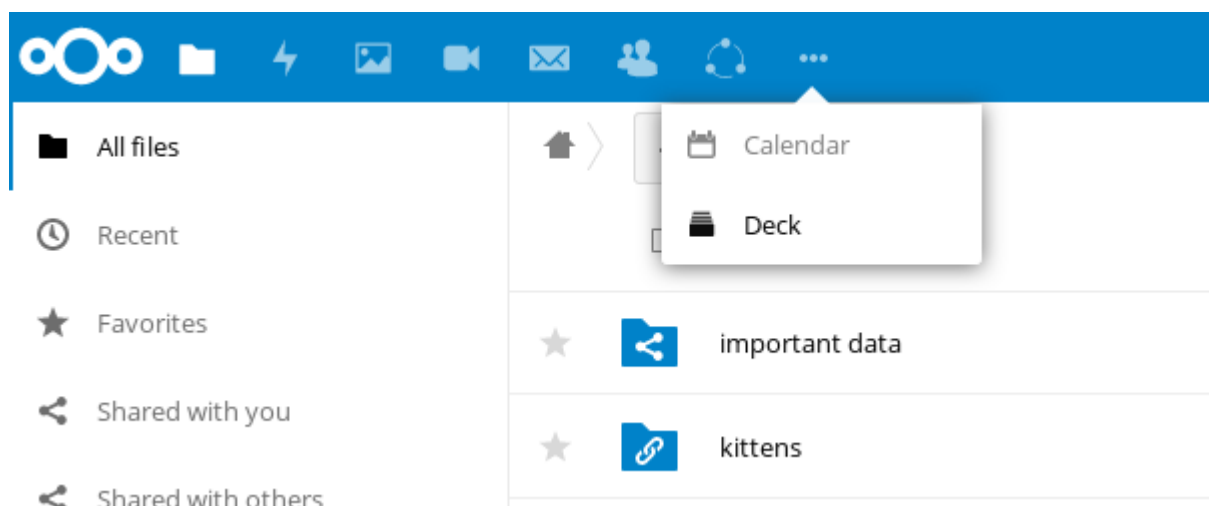 All files
Recent
Favorites
Shared with you
Shared with others
Calendar
Deck
important data
kittens